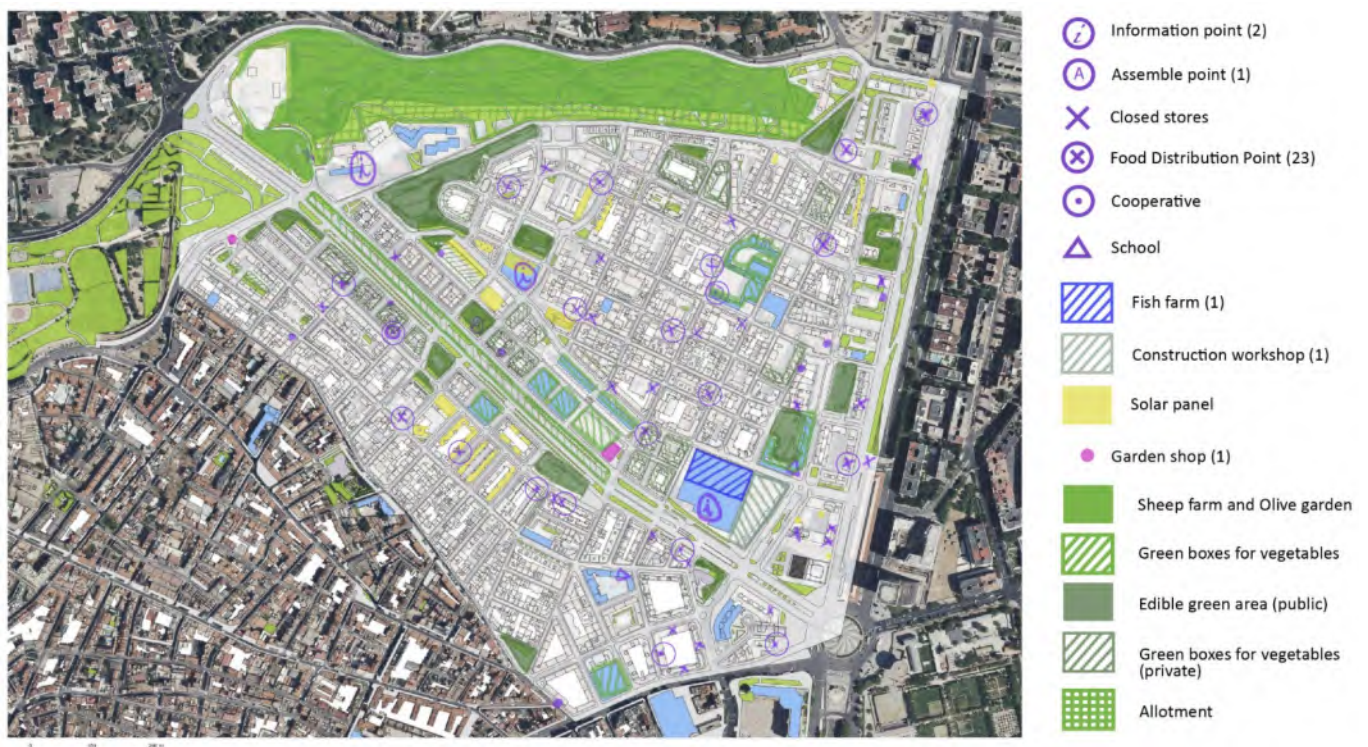 i Information point (2)
A Assemble point (1)
Closed stores
Food Distribution Point (23)
Cooperative
School
Fish farm (1)
Construction workshop (1)
Solar panel
Garden shop (1)
Sheep farm and Olive garden
Green boxes for vegetables
Edible green area (public)
Green boxes for vegetables
(private)
Allotment
i
i
i